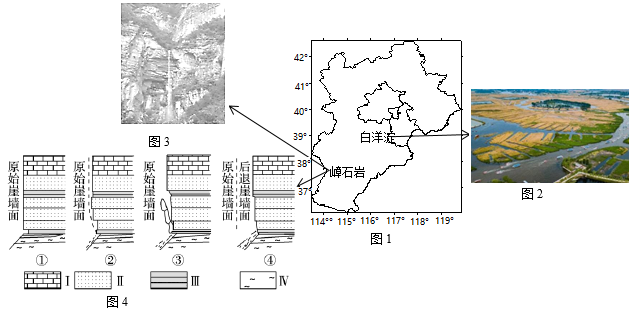 图3
42°
41°
40°
39°
38°
37°
白洋淀
嶂石岩
114°° 115° 116° 117° 118° 119°
图1
图2
原始崖墙面
原始崖墙面
原始崖墙面
后退崖墙面
原始崖墙面
① ② ③ ④
Ⅰ Ⅱ Ⅲ Ⅳ
图4